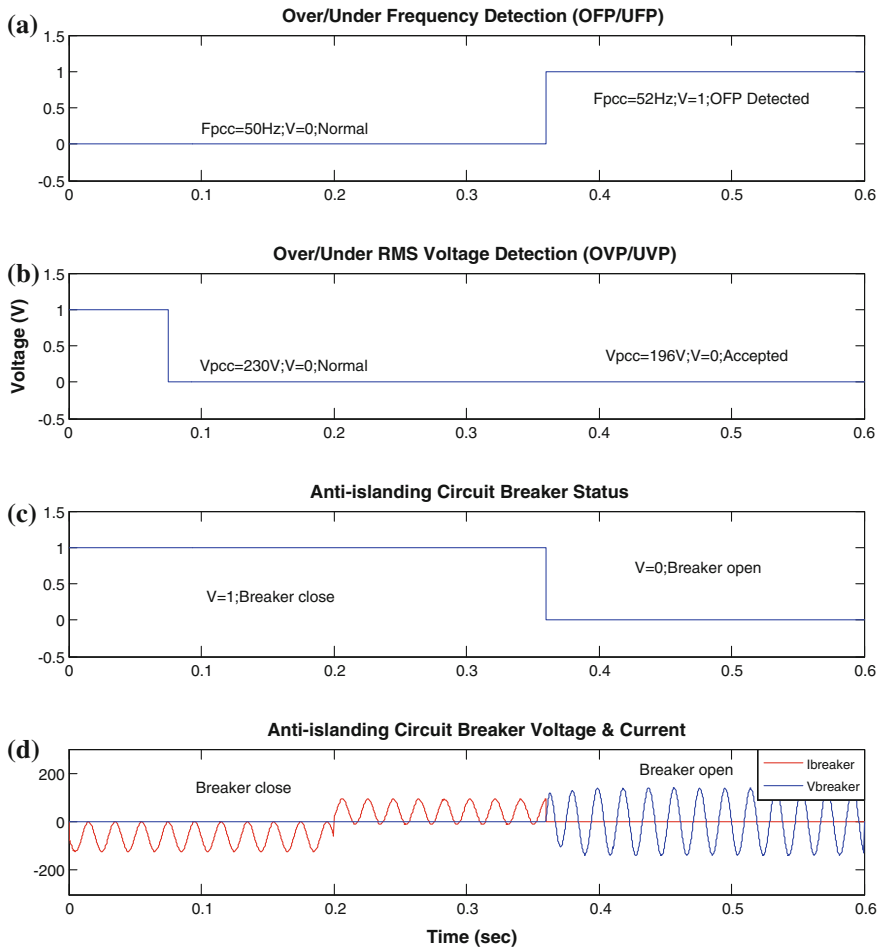 (a)
Over/Under Frequency Detection (OFP/UFP)
1.5
1
0.5
0
-0.5
Fpcc=50Hz;V=0;Normal
Fpcc=52Hz;V=1;OFP Detected
0 0.1 0.2 0.3 0.4 0.5 0.6
(b)
Over/Under RMS Voltage Detection (OVP/UVP)
Voltage (V)
1.5
1
0.5
0
-0.5
Vpcc=230V;V=0;Normal
Vpcc=196V;V=0;Accepted
0 0.1 0.2 0.3 0.4 0.5 0.6
(c)
Anti-islanding Circuit Breaker Status
1.5
1
0.5
0
-0.5
V=1;Breaker close
V=0;Breaker open
0 0.1 0.2 0.3 0.4 0.5 0.6
(d)
Anti-islanding Circuit Breaker Voltage & Current
200
0
-200
Breaker close
Breaker open
Ibreaker
Vbreaker
0 0.1 0.2 0.3 0.4 0.5 0.6
Time (sec)